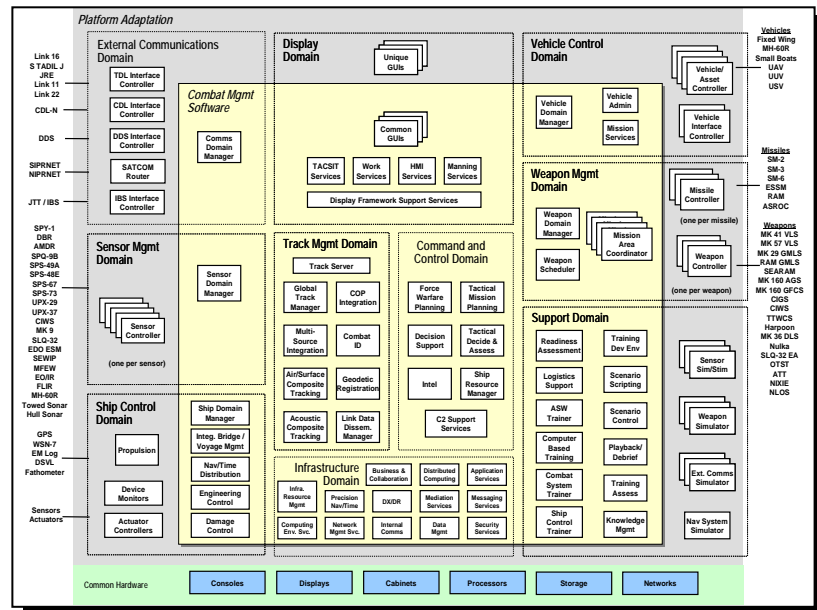 Platform Adaptation
Link 16
S TADIL J
JRE
Link 11
Link 22
CDL-N
DDS
SIPRNET
NIPRNET
JTT / IBS
SPY-1
DBR
AMDR
SPQ-9B
SPS-49A
SPS-48E
SPS-67
SPS-73
UPX-29
UPX-37
CIWS
MK 9
SLQ-32
EDO ESM
SEWIP
MFEW
EO/IR
FLIR
MH-60R
Towed Sonar
Hull Sonar
GPS
WSN-7
EM Log
DSVL
Fathometer
Sensors
Actuators
External Communications
Domain
TDL Interface
Controller
CDL Interface
Controller
DDS Interface
Controller
SATCOM
Router
IBS Interface
Controller
Combat Mgmt
Software
Comms
Domain
Manager
Sensor Mgmt
Domain
Sensor
Controller
(one per sensor)
Sensor
Domain
Manager
Ship Control
Domain
Propulsion
Device
Monitors
Actuator
Controllers
Ship Domain
Manager
Integ. Bridge /
Voyage Mgmt
Nav/Time
Distribution
Engineering
Control
Damage
Control
Display
Domain
Unique
GUIs
Common
GUIs
TACSIT
Services
Work
Services
HMI
Services
Manning
Services
Display Framework Support Services
Track Mgmt Domain
Track Server
Global
Track
Manager
COP
Integration
Multi-
Source
Integration
Combat
ID
Air/Surface
Composite
Tracking
Geodetic
Registration
Acoustic
Composite
Tracking
Link Data
Dissem.
Manager
Command and
Control Domain
Force
Warfare
Planning
Tactical
Mission
Planning
Decision
Support
Tactical
Decide &
Assess
Intel
Ship
Resource
Manager
C2 Support
Services
Infrastructure
Domain
Business &
Collaboration
Distributed
Computing
Application
Services
Infra.
Resource
Mgmt
Precision
Nav/Time
DX/DR
Mediation
Services
Messaging
Services
Computing
Env. Svc.
Network
Mgmt Svc.
Internal
Comms
Data
Mgmt
Security
Services
Vehicle Control
Domain
Vehicle/
Asset
Controller
Vehicle
Domain
Manager
Vehicle
Admin
Mission
Services
Vehicle
Interface
Controller
Weapon Mgmt
Domain
Weapon
Domain
Manager
Weapon
Scheduler
Mission
Area
Coordinator
Missile
Controller
(one per missile)
Weapon
Controller
(one per weapon)
Support Domain
Readiness
Assessment
Training
Dev Env
Logistics
Support
Scenario
Scripting
ASW
Trainer
Scenario
Control
Computer
Based
Training
Playback/
Debrief
Combat
System
Trainer
Training
Assess
Ship
Control
Trainer
Knowledge
Mgmt
Sensor
Sim/Stim
Weapon
Simulator
Ext. Comms
Simulator
Nav System
Simulator
Vehicles
Fixed Wing
MH-60R
Small Boats
UAV
UUV
USV
Missiles
SM-2
SM-3
SM-6
ESSM
RAM
ASROC
Weapons
MK 41 VLS
MK 57 VLS
MK 29 GMLS
RAM GMLS
SEARAM
MK 160 AGS
MK 160 GFCS
CIGS
CIWS
TTWCS
Harpoon
MK 36 DLS
Nulka
SLQ-32 EA
OTST
ATT
NIXIE
NLOS
Common Hardware
Consoles
Displays
Cabinets
Processors
Storage
Networks